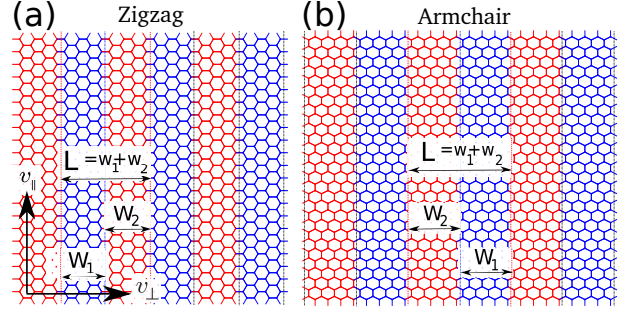 (a) Zigzag
(b) Armchair
L =w₁+w₂
L =w₁+w₂
v∥
W₂
W₂
W₁
W₁
v⊥